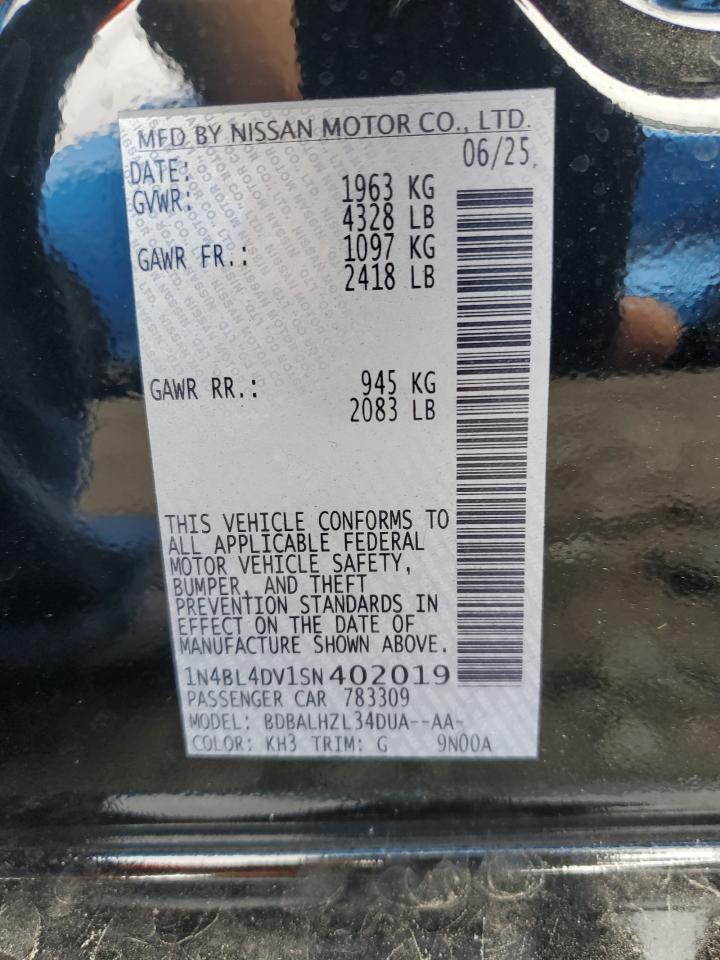 MFD BY NISSAN MOTOR CO., LTD.
DATE: 06/25
GVWR: 1963 KG
4328 LB
GAWR FR.: 1097 KG
2418 LB
GAWR RR.: 945 KG
2083 LB
THIS VEHICLE CONFORMS TO
ALL APPLICABLE FEDERAL
MOTOR VEHICLE SAFETY,
BUMPER, AND THEFT
PREVENTION STANDARDS IN
EFFECT ON THE DATE OF
MANUFACTURE SHOWN ABOVE.
1N4BL4DV1SN402019
PASSENGER CAR 783309
MODEL: BDBALHZL34DUA--AA-
COLOR: KH3 TRIM: G 9N00A